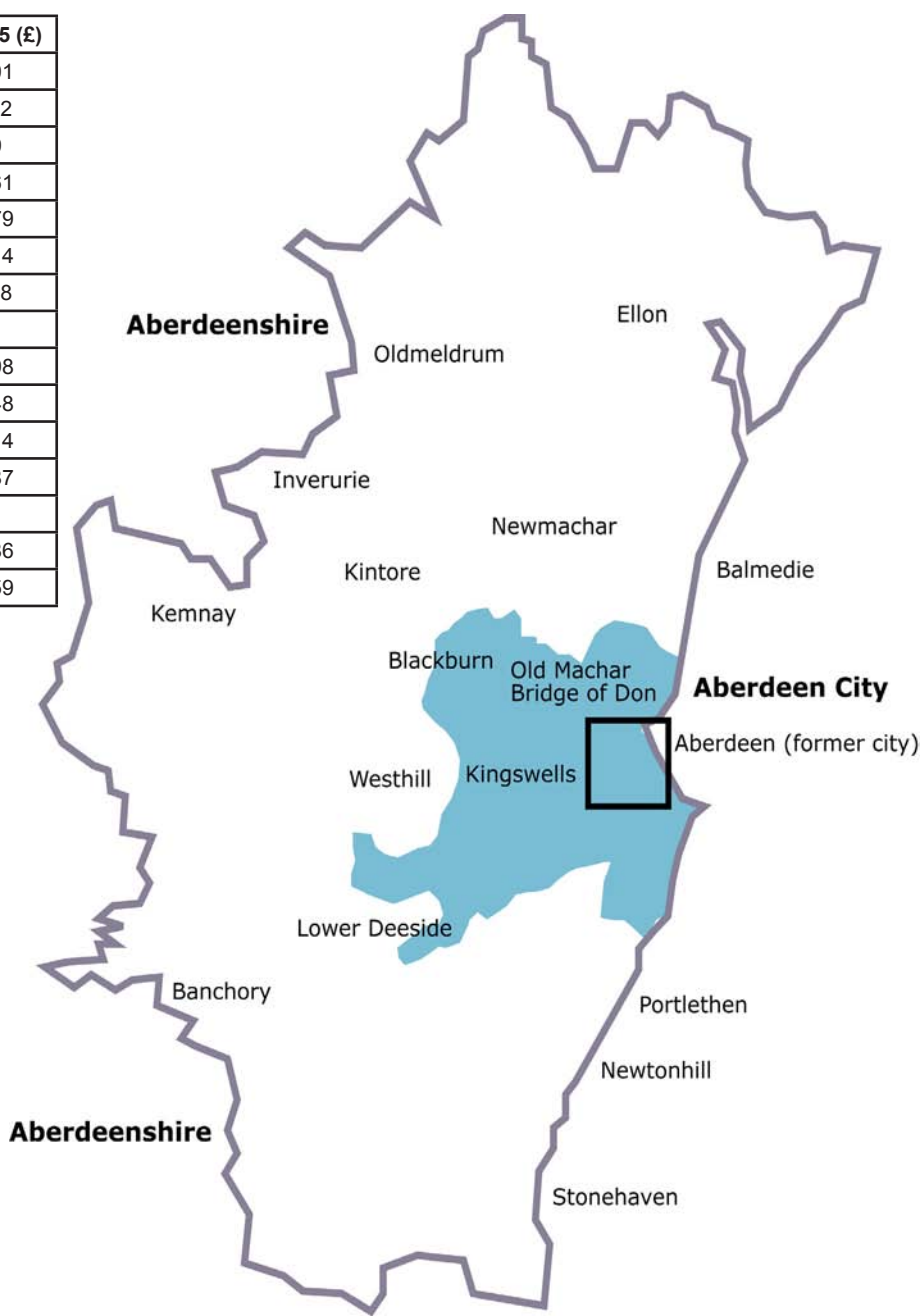 5 (£)
Aberdeenshire
Ellon
Oldmeldrum
Inverurie
Newmachar
Kintore
Balmedie
Kemnay
Blackburn
Old Machar
Bridge of Don
Aberdeen City
Aberdeen (former city)
Westhill
Kingswells
Lower Deeside
Banchory
Portlethen
Newtonhill
Aberdeenshire
Stonehaven